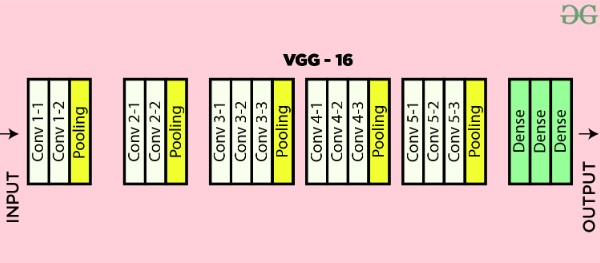 VGG - 16
INPUT
Conv 1-1
Conv 1-2
Pooling
Conv 2-1
Conv 2-2
Pooling
Conv 3-1
Conv 3-2
Conv 3-3
Pooling
Conv 4-1
Conv 4-2
Conv 4-3
Pooling
Conv 5-1
Conv 5-2
Conv 5-3
Pooling
Dense
Dense
Dense
OUTPUT